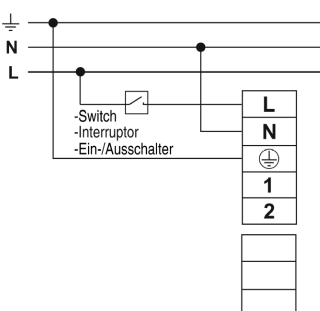 N
L
-Switch
-Interruptor
-Ein-/Ausschalter
L
N
1
2